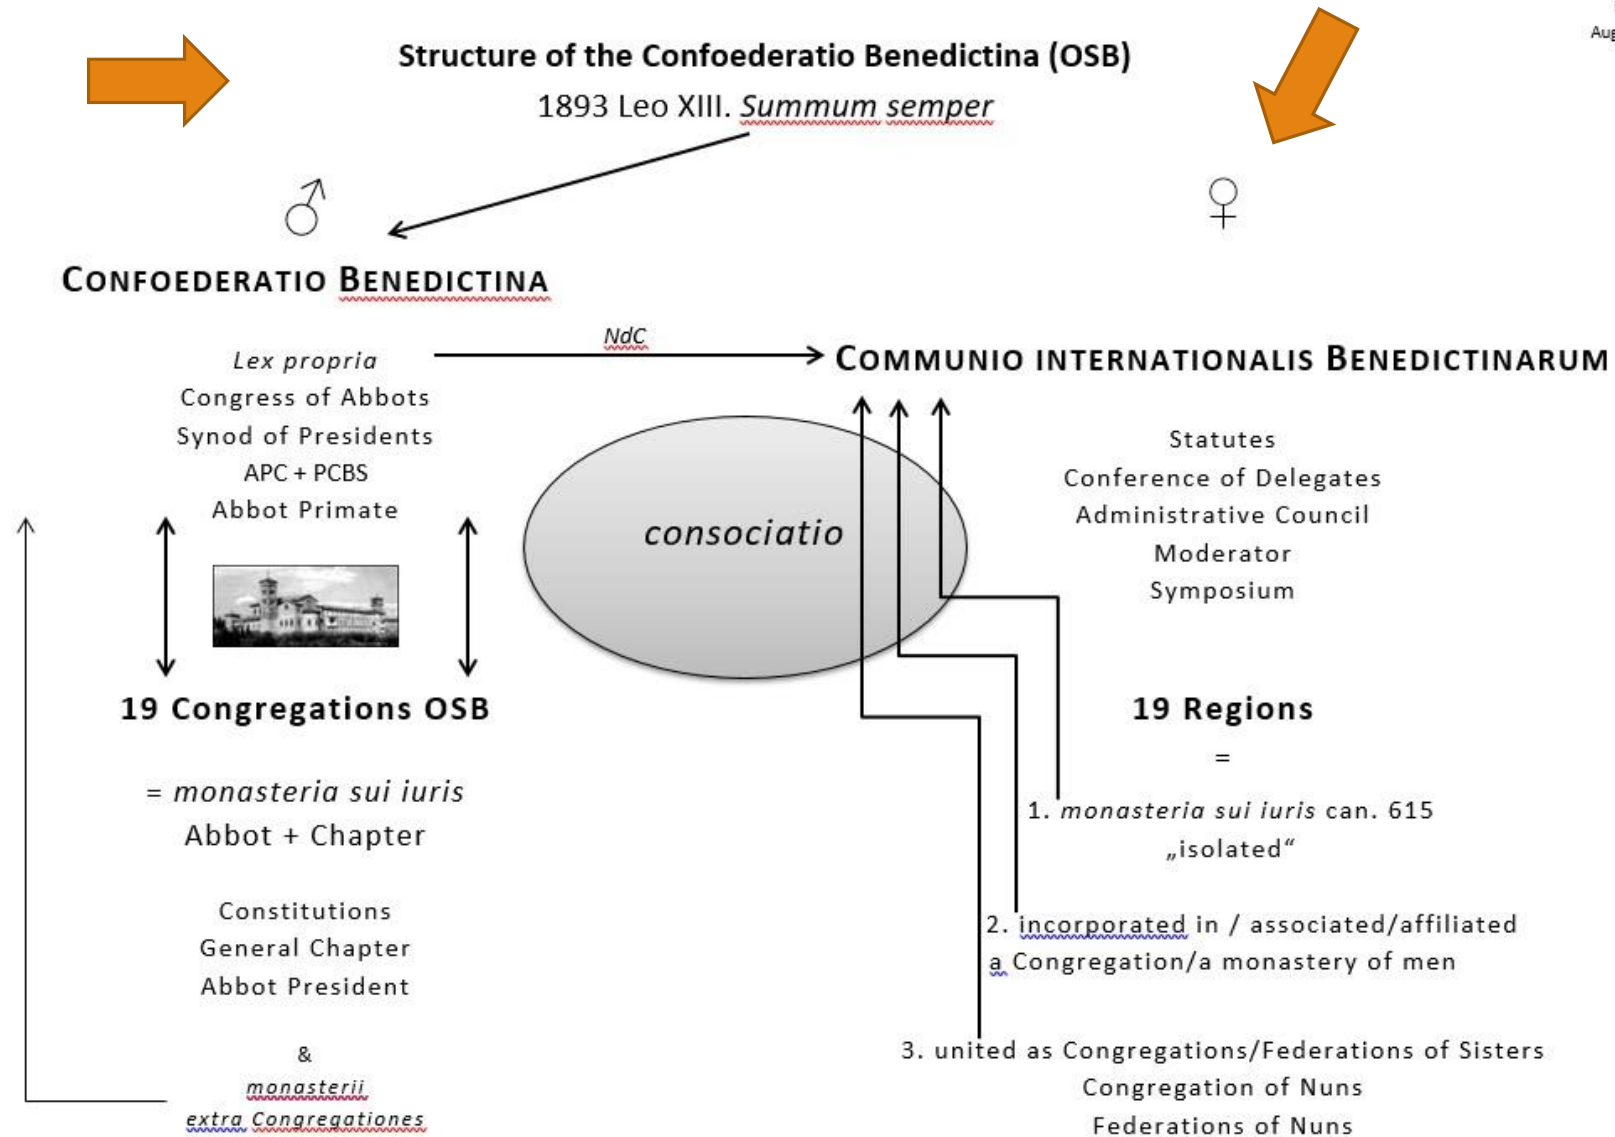 Aug
Structure of the Confoederatio Benedictina (OSB)
1893 Leo XIII. Summum semper
CONFOEDERATIO BENEDICTINA
Lex propria
Congress of Abbots
Synod of Presidents
APC + PCBS
Abbot Primate
19 Congregations OSB
= monasteria sui iuris
Abbot + Chapter
Constitutions
General Chapter
Abbot President
&
monasterii
extra Congregationes
NdC
consociatio
COMMUNIO INTERNATIONALIS BENEDICTINARUM
Statutes
Conference of Delegates
Administrative Council
Moderator
Symposium
19 Regions
=
1. monasteria sui iuris can. 615
„isolated“
2. incorporated in / associated/affiliated
a Congregation/a monastery of men
3. united as Congregations/Federations of Sisters
Congregation of Nuns
Federations of Nuns